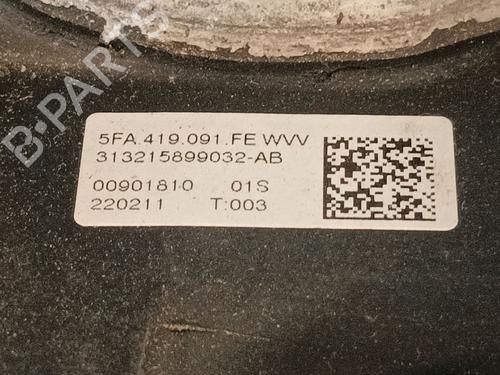 5FA.419.091.FE WVV
313215899032-AB
00901810 01S
220211 T:003
B-PARTS